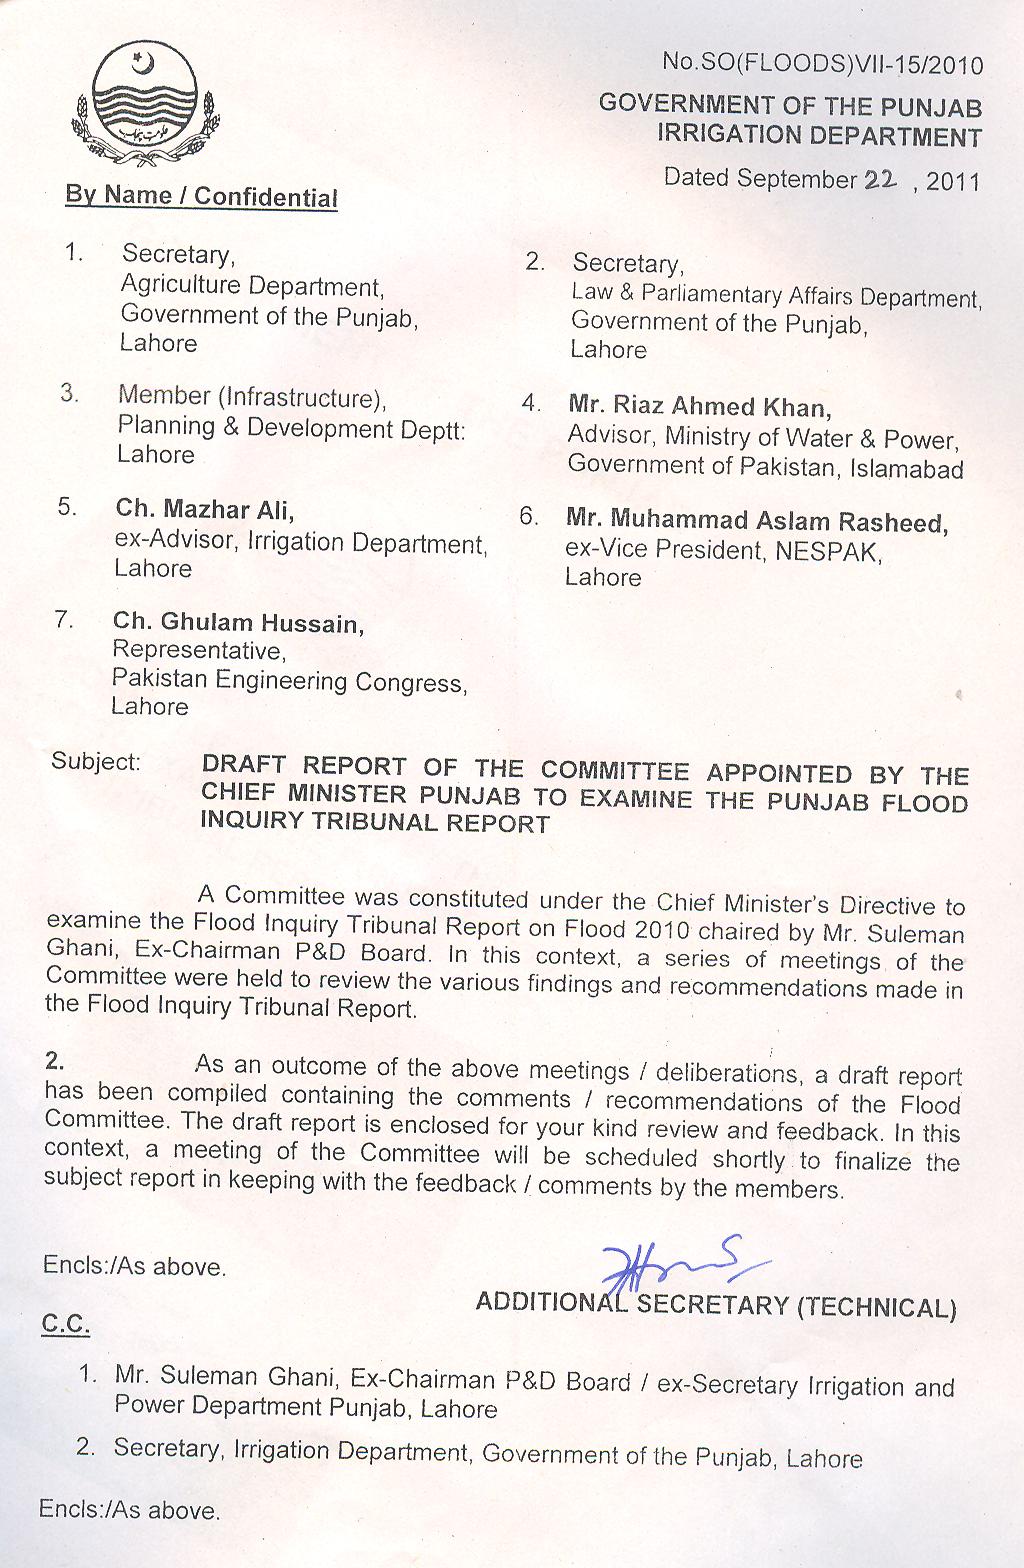 No.SO(FLOODS)VII-15/2010
GOVERNMENT OF THE PUNJAB
IRRIGATION DEPARTMENT
Dated September 22 , 2011
حکومت پنجاب
By Name / Confidential
1. Secretary,
Agriculture Department,
Government of the Punjab,
Lahore
2. Secretary,
Law & Parliamentary Affairs Department,
Government of the Punjab,
Lahore
3. Member (Infrastructure),
Planning & Development Deptt:
Lahore
4. Mr. Riaz Ahmed Khan,
Advisor, Ministry of Water & Power,
Government of Pakistan, Islamabad
5. Ch. Mazhar Ali,
ex-Advisor, Irrigation Department,
Lahore
6. Mr. Muhammad Aslam Rasheed,
ex-Vice President, NESPAK,
Lahore
7. Ch. Ghulam Hussain,
Representative,
Pakistan Engineering Congress,
Lahore
Subject: DRAFT REPORT OF THE COMMITTEE APPOINTED BY THE
CHIEF MINISTER PUNJAB TO EXAMINE THE PUNJAB FLOOD
INQUIRY TRIBUNAL REPORT
A Committee was constituted under the Chief Minister's Directive to
examine the Flood Inquiry Tribunal Report on Flood 2010 chaired by Mr. Suleman
Ghani, Ex-Chairman P&D Board. In this context, a series of meetings of the
Committee were held to review the various findings and recommendations made in
the Flood Inquiry Tribunal Report.
2. As an outcome of the above meetings / deliberations, a draft report
has been compiled containing the comments / recommendations of the Flood
Committee. The draft report is enclosed for your kind review and feedback. In this
context, a meeting of the Committee will be scheduled shortly to finalize the
subject report in keeping with the feedback / comments by the members.
Encls:/As above.
ADDITIONAL SECRETARY (TECHNICAL)
C.C.
1. Mr. Suleman Ghani, Ex-Chairman P&D Board / ex-Secretary Irrigation and
Power Department Punjab, Lahore
2. Secretary, Irrigation Department, Government of the Punjab, Lahore
Encls:/As above.